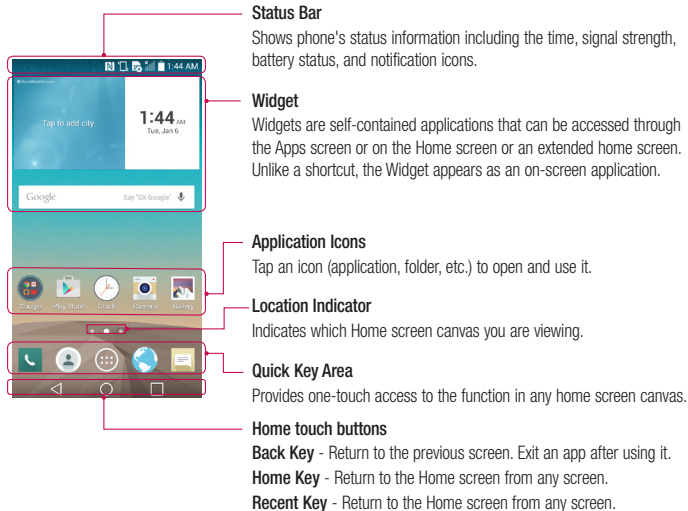 Status Bar
Shows phone's status information including the time, signal strength,
battery status, and notification icons.
1:44 AM
Widget
Widgets are self-contained applications that can be accessed through
the Apps screen or on the Home screen or an extended home screen.
Unlike a shortcut, the Widget appears as an on-screen application.
Tap to add city
1:44 AM
Tue, Jan 6
Google
Say "Ok Google"
Application Icons
Tap an icon (application, folder, etc.) to open and use it.
Google Play Store Clock Camera Gallery
Location Indicator
Indicates which Home screen canvas you are viewing.
Quick Key Area
Provides one-touch access to the function in any home screen canvas.
Home touch buttons
Back Key - Return to the previous screen. Exit an app after using it.
Home Key - Return to the Home screen from any screen.
Recent Key - Return to the Home screen from any screen.